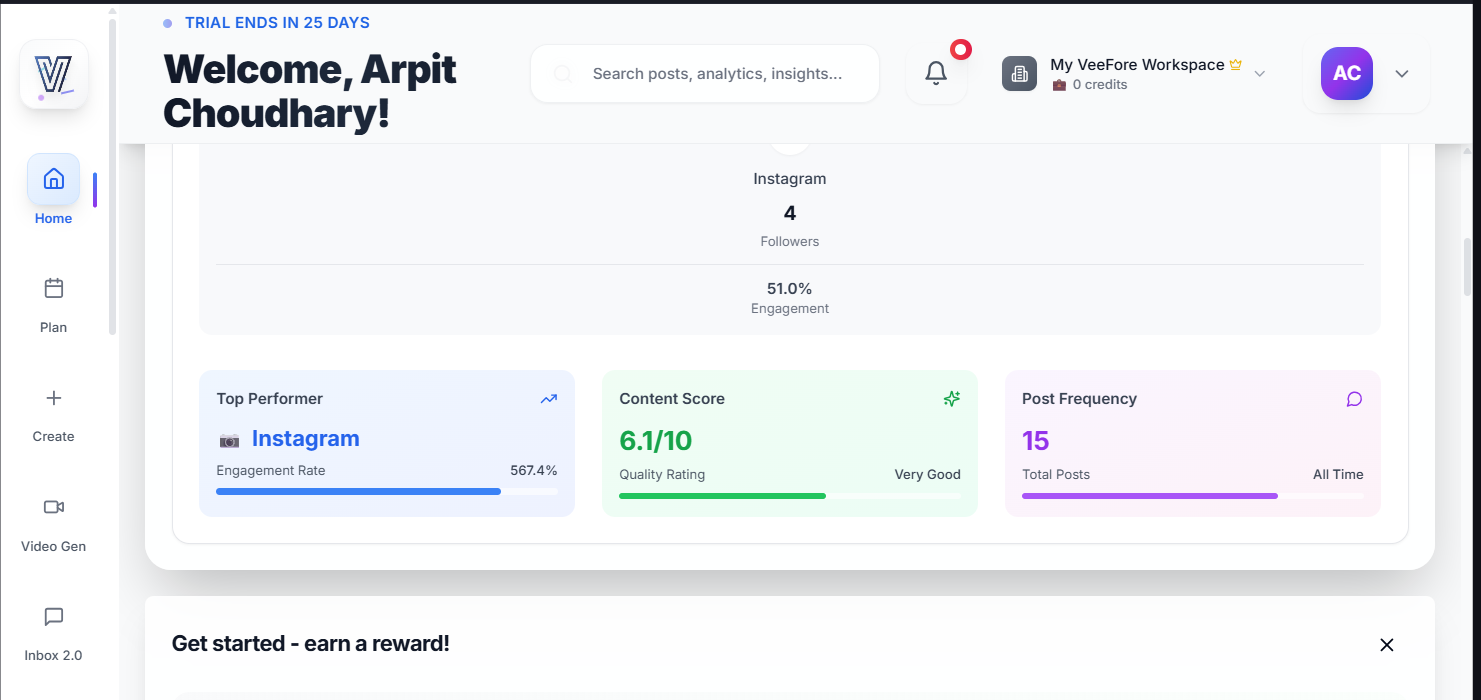 TRIAL ENDS IN 25 DAYS
Welcome, Arpit
Choudhary!
Search posts, analytics, insights...
My VeeFore Workspace
0 credits
AC
Home
Plan
Create
Video Gen
Inbox 2.0
Instagram
4
Followers
51.0%
Engagement
Top Performer
Instagram
Engagement Rate 567.4%
Content Score
6.1/10
Quality Rating Very Good
Post Frequency
15
Total Posts All Time
Get started - earn a reward!